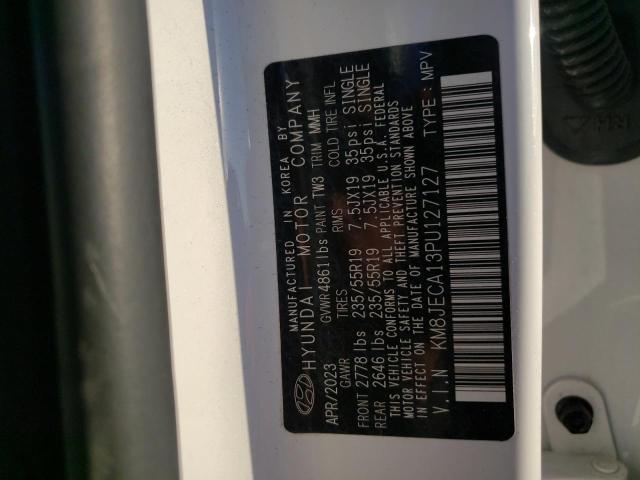 MANUFACTURED IN KOREA BY
HYUNDAI MOTOR COMPANY
APR/2023 GVWR 4861 lbs PAINT TW3 TRIM MMH
GAWR TIRES RIMS COLD TIRE INFL
FRONT 2778 lbs 235/55R19 7.5JX19 35psi SINGLE
REAR 2646 lbs 235/55R19 7.5JX19 35psi SINGLE
THIS VEHICLE CONFORMS TO ALL APPLICABLE U.S.A. FEDERAL
MOTOR VEHICLE SAFETY AND THEFT PREVENTION STANDARDS
IN EFFECT ON THE DATE OF MANUFACTURE SHOWN ABOVE
V.I.N KM8JECA13PU127127 TYPE : MPV